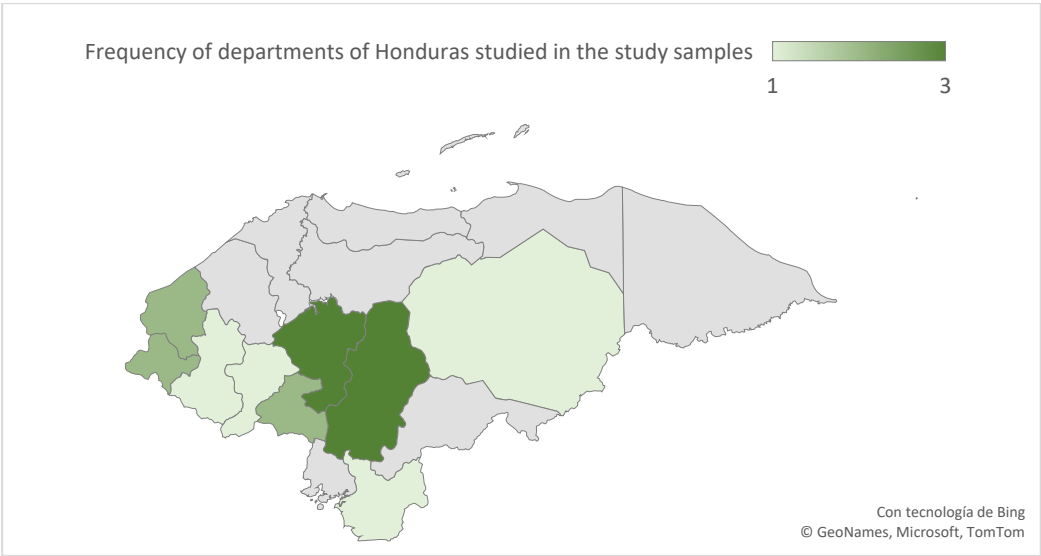 Frequency of departments of Honduras studied in the study samples
1 3
Con tecnología de Bing
© GeoNames, Microsoft, TomTom